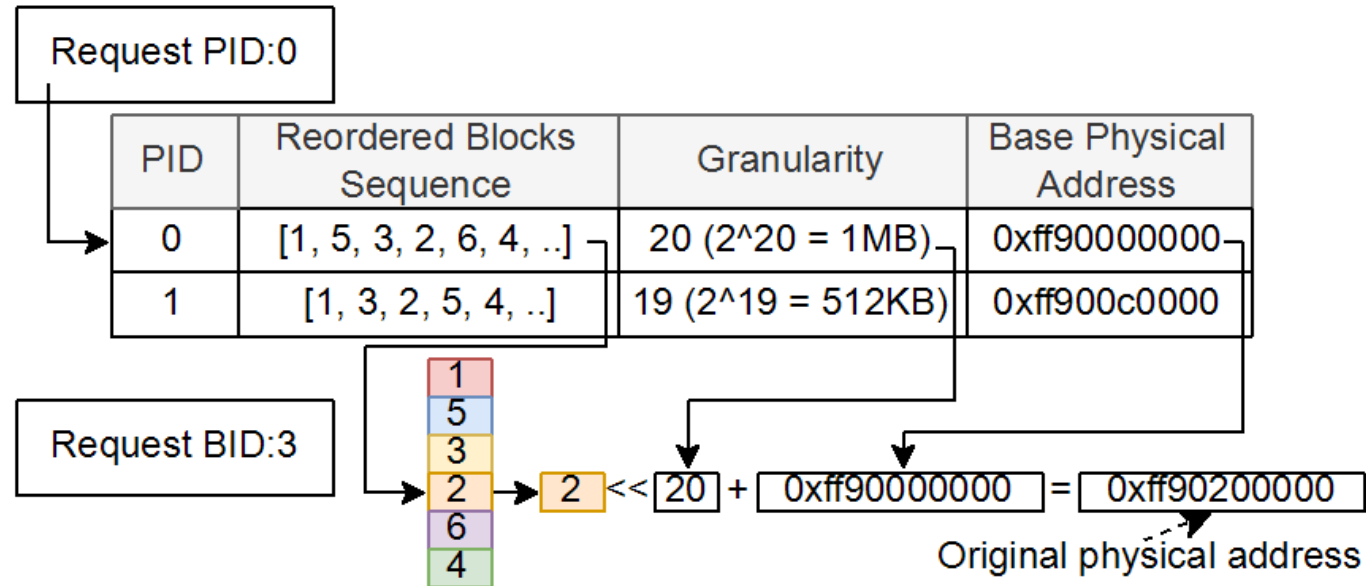 Request PID:0
PID
Reordered Blocks
Sequence
Granularity
Base Physical
Address
0
[1, 5, 3, 2, 6, 4, ..]
20 (2^20 = 1MB)
0xff90000000
1
[1, 3, 2, 5, 4, ..]
19 (2^19 = 512KB)
0xff900c0000
Request BID:3
1
5
3
2
6
4
2 << 20 + 0xff90000000 = 0xff90200000
Original physical address